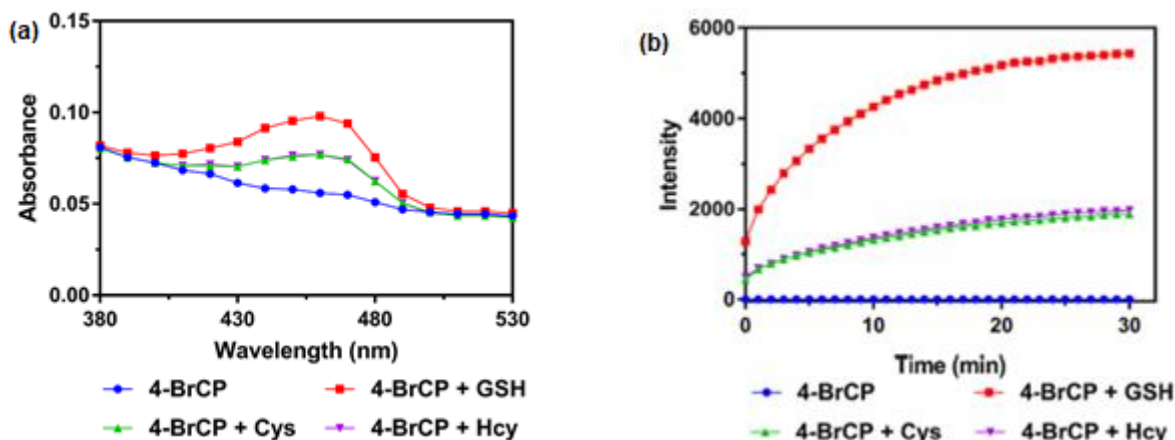 (a)
0.15
0.10
0.05
0.00
Absorbance
380
430
480
530
Wavelength (nm)
4-BrCP
4-BrCP + GSH
4-BrCP + Cys
4-BrCP + Hcy
(b)
6000
4000
2000
0
Intensity
0
10
20
30
Time (min)
4-BrCP
4-BrCP + GSH
4-BrCP + Cys
4-BrCP + Hcy